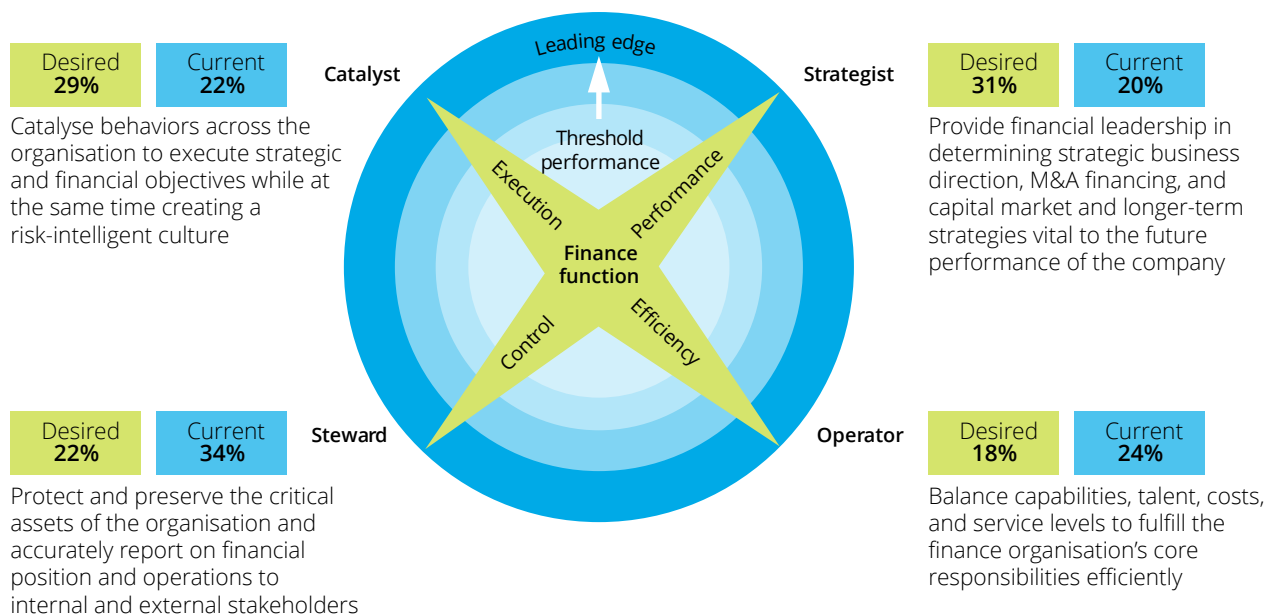 Leading edge
Threshold
performance
Catalyst
Desired
29%
Current
22%
Catalyse behaviors across the
organisation to execute strategic
and financial objectives while at
the same time creating a
risk-intelligent culture
Strategist
Desired
31%
Current
20%
Provide financial leadership in
determining strategic business
direction, M&A financing, and
capital market and longer-term
strategies vital to the future
performance of the company
Execution
Performance
Finance
function
Control
Efficiency
Steward
Desired
22%
Current
34%
Protect and preserve the critical
assets of the organisation and
accurately report on financial
position and operations to
internal and external stakeholders
Operator
Desired
18%
Current
24%
Balance capabilities, talent, costs,
and service levels to fulfill the
finance organisation’s core
responsibilities efficiently